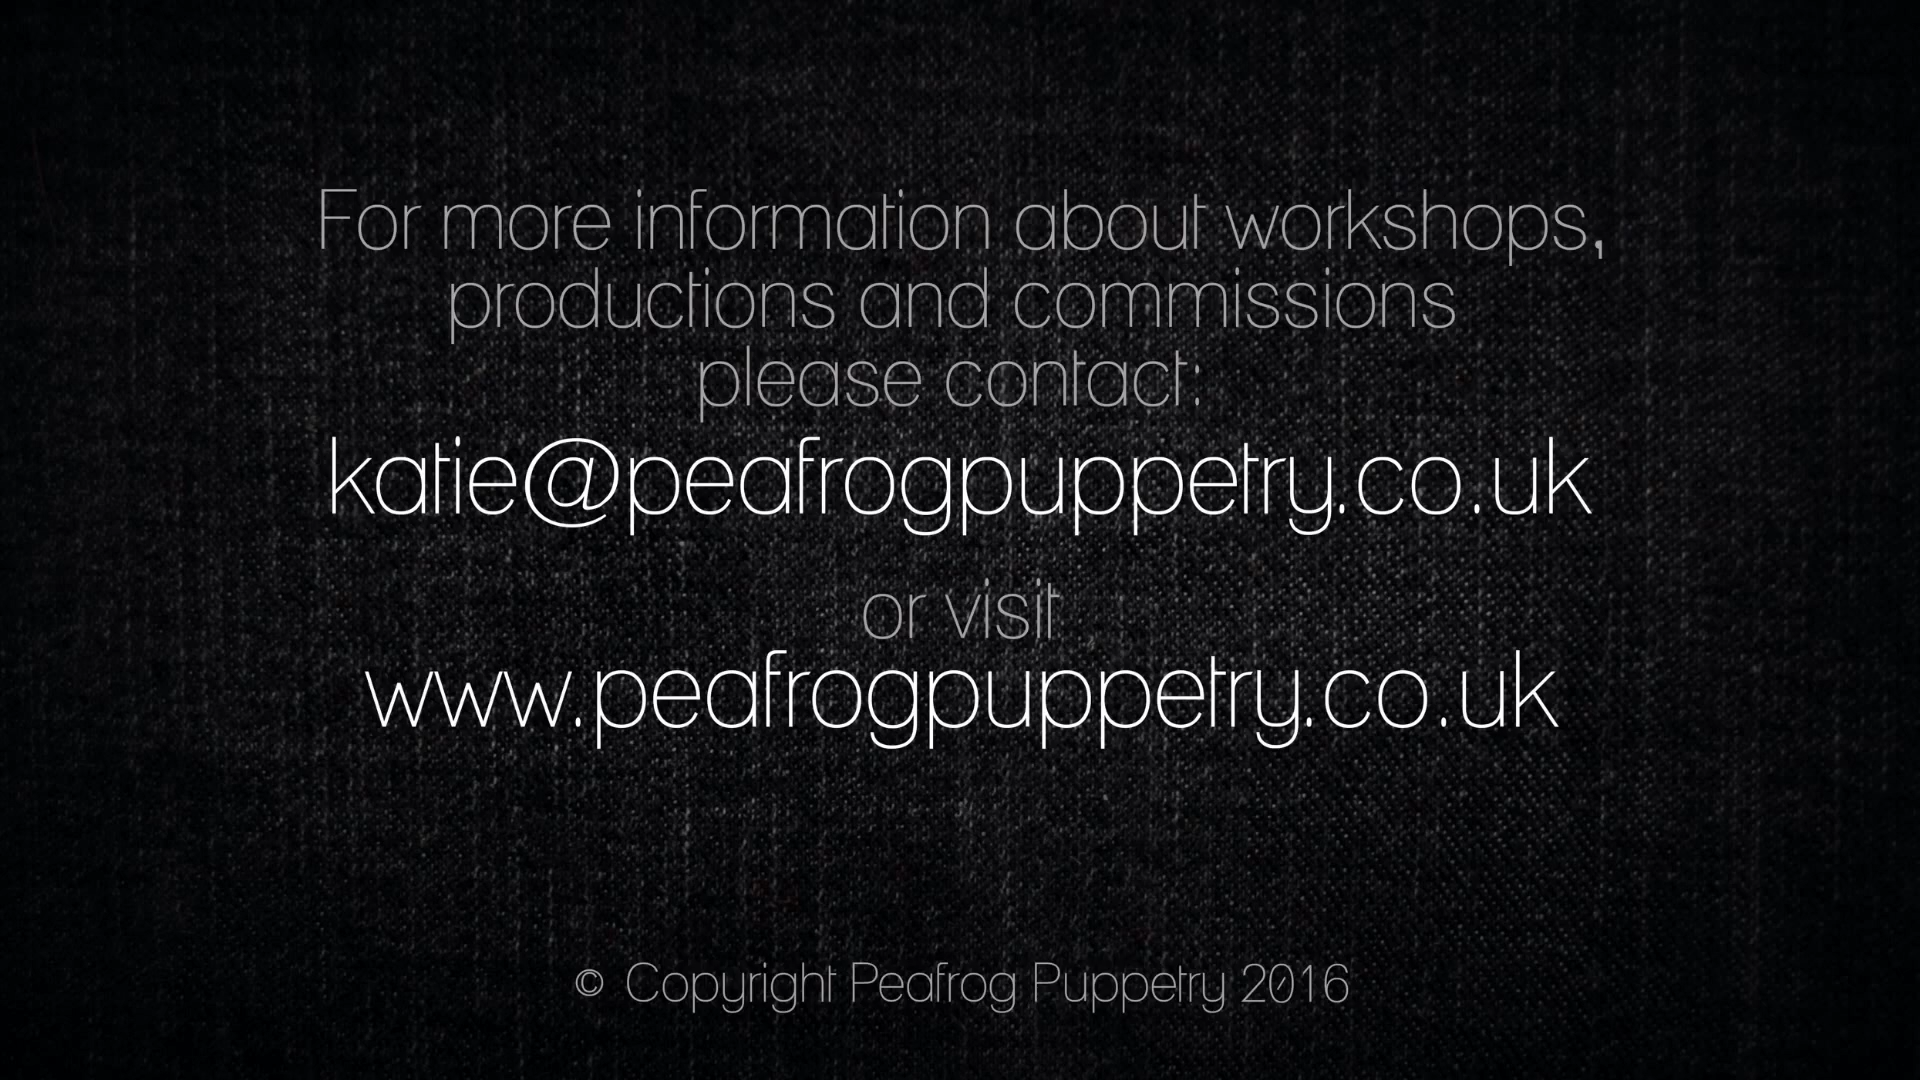 For more information about workshops,
productions and commissions
please contact:
katie@peafrogpuppetry.co.uk
or visit
www.peafrogpuppetry.co.uk
© Copyright Peafrog Puppetry 2016